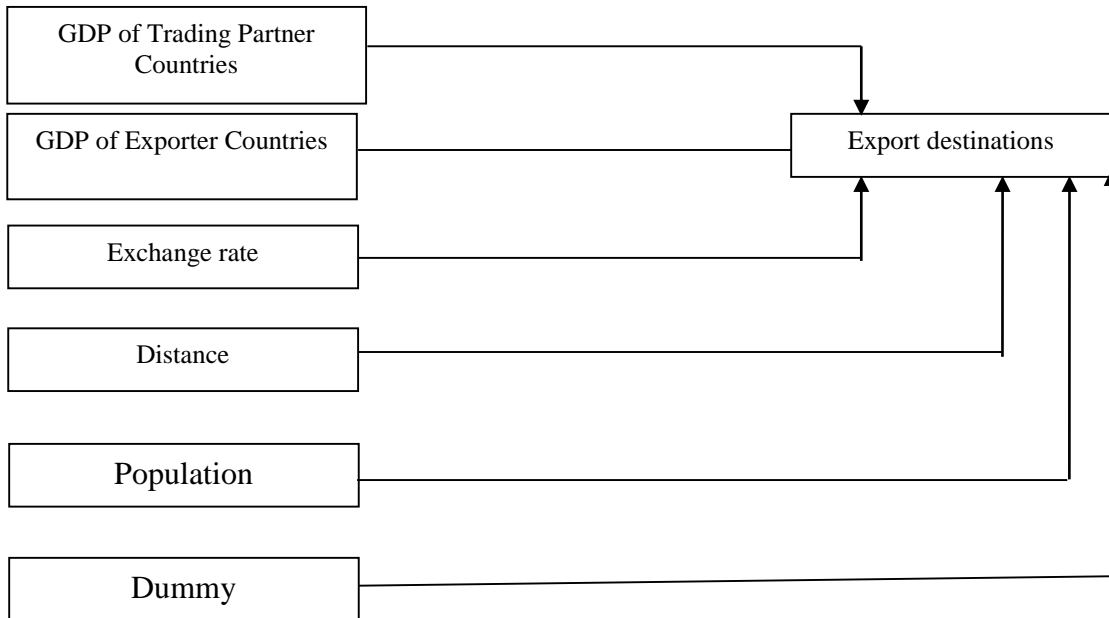 GDP of Trading Partner
Countries
GDP of Exporter Countries
Export destinations
Exchange rate
Distance
Population
Dummy